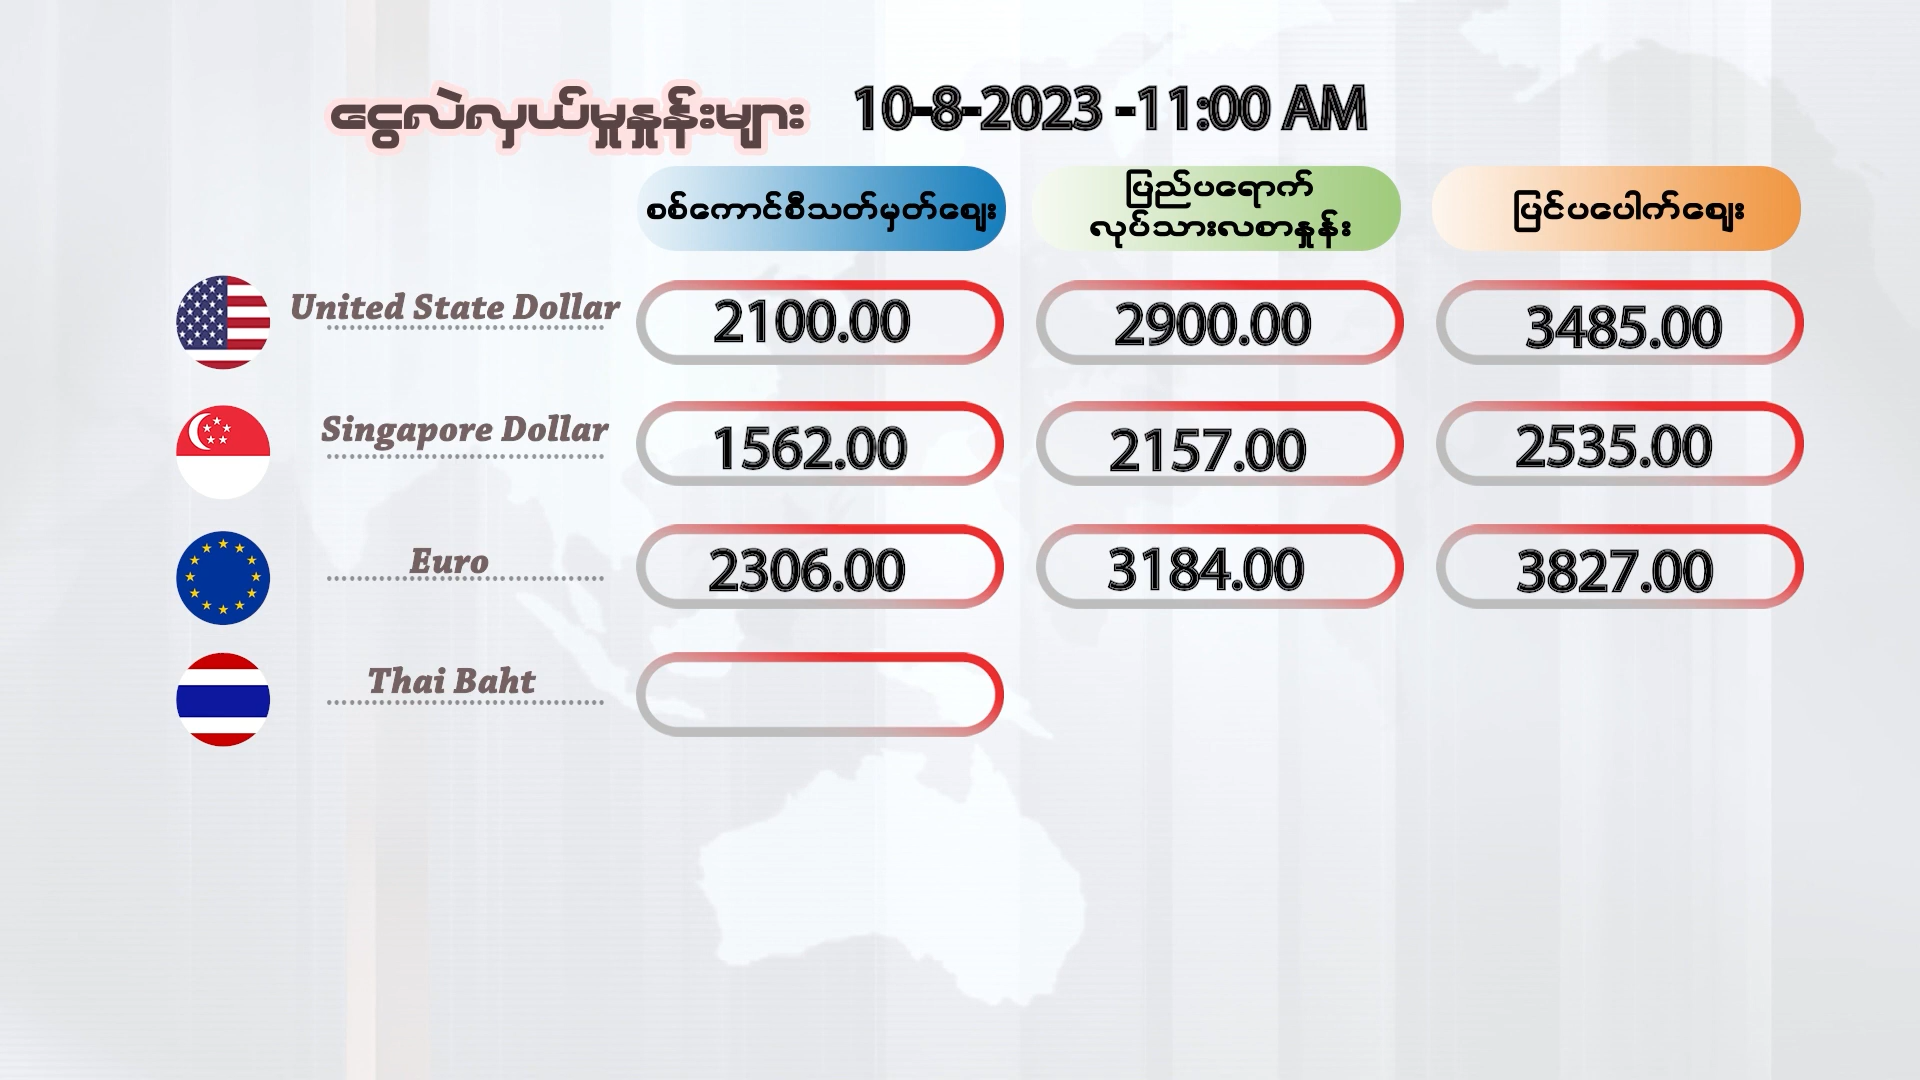 ငွေလဲလှယ်မှုနှုန်းများ 10-8-2023 -11:00 AM
စစ်ကောင်စီသတ်မှတ်ဈေး
ပြည်ပရောက်
လုပ်သားလစာနှုန်း
ပြင်ပပေါက်ဈေး
United State Dollar 2100.00 2900.00 3485.00
Singapore Dollar 1562.00 2157.00 2535.00
Euro 2306.00 3184.00 3827.00
Thai Baht